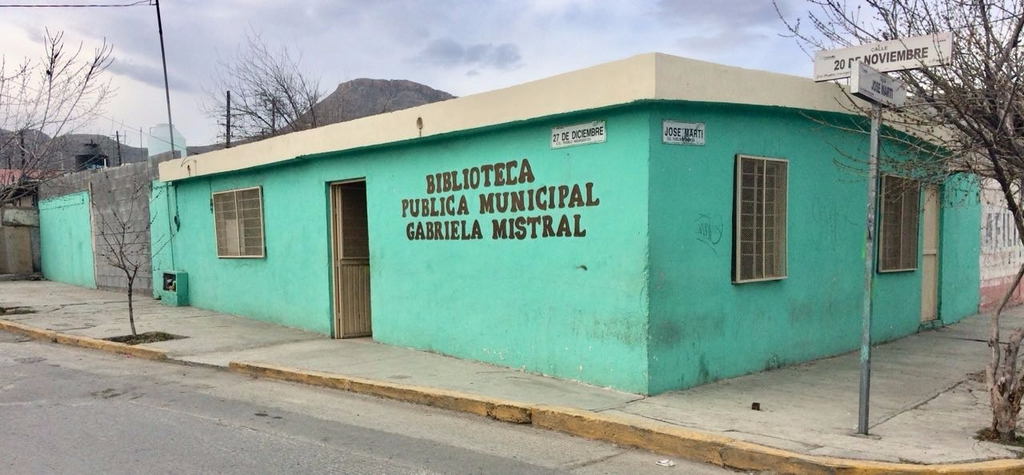 BIBLIOTECA
PUBLICA MUNICIPAL
GABRIELA MISTRAL
27 DE DICIEMBRE
JOSE MARTI
CALLE
20 DE NOVIEMBRE
JOSE MARTI